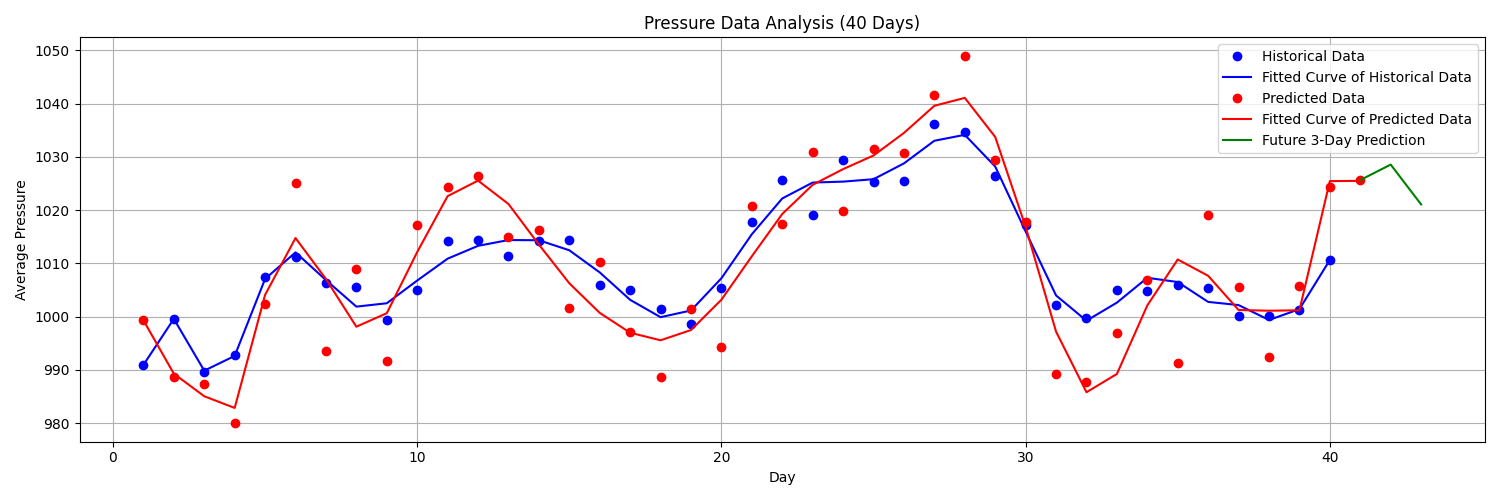 Pressure Data Analysis (40 Days)
Average Pressure
1050
1040
1030
1020
1010
1000
990
980
Historical Data
Fitted Curve of Historical Data
Predicted Data
Fitted Curve of Predicted Data
Future 3-Day Prediction
0 10 20 30 40
Day